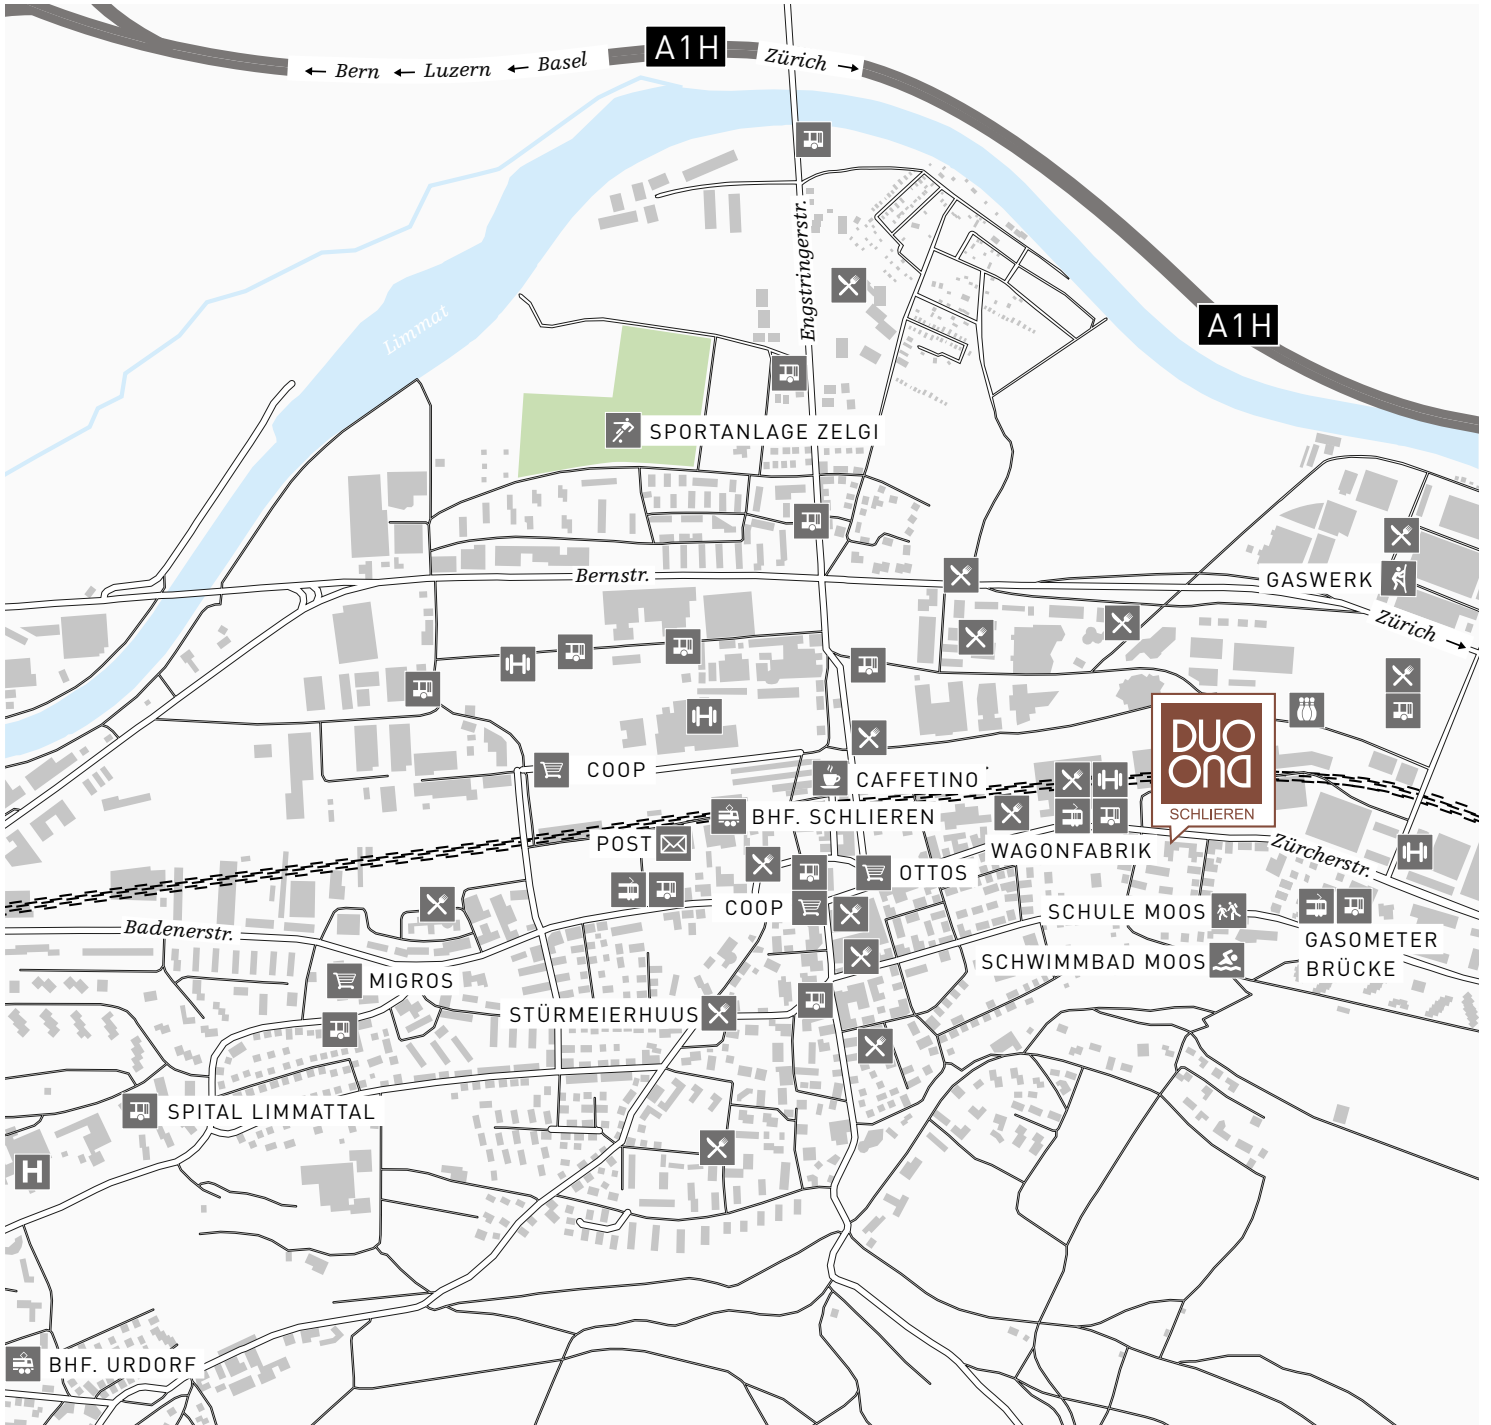 A1H
Bern
Luzern
Basel
Zürich
Engstringerstr.
Limmat
A1H
SPORTANLAGE ZELGI
Bernstr.
GASWERK
Zürich
DUO
DUO
SCHLIEREN
COOP
CAFFETINO
BHF. SCHLIEREN
POST
WAGONFABRIK
Zürcherstr.
OTTOS
COOP
SCHULE MOOS
Badenerstr.
GASOMETER
BRÜCKE
SCHWIMMBAD MOOS
MIGROS
STÜRMEIERHUUS
SPITAL LIMMATTAL
H
BHF. URDORF